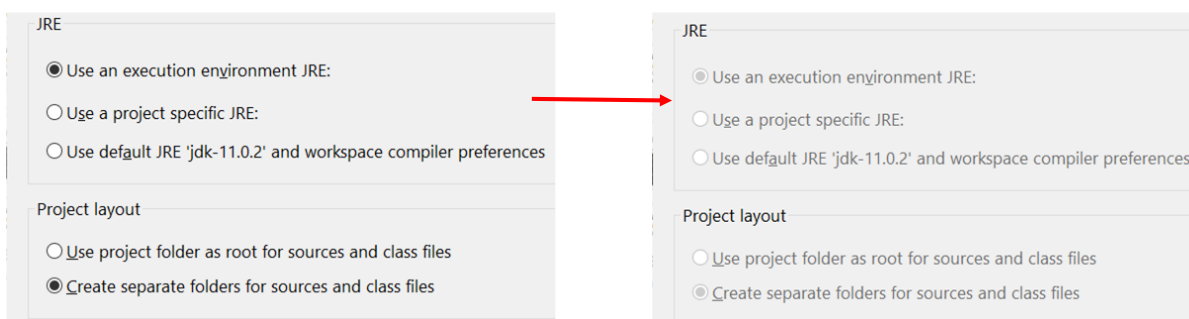 JRE
Use an execution environment JRE:
Use a project specific JRE:
Use default JRE 'jdk-11.0.2' and workspace compiler preferences
Project layout
Use project folder as root for sources and class files
Create separate folders for sources and class files
JRE
Use an execution environment JRE:
Use a project specific JRE:
Use default JRE 'jdk-11.0.2' and workspace compiler preferences
Project layout
Use project folder as root for sources and class files
Create separate folders for sources and class files